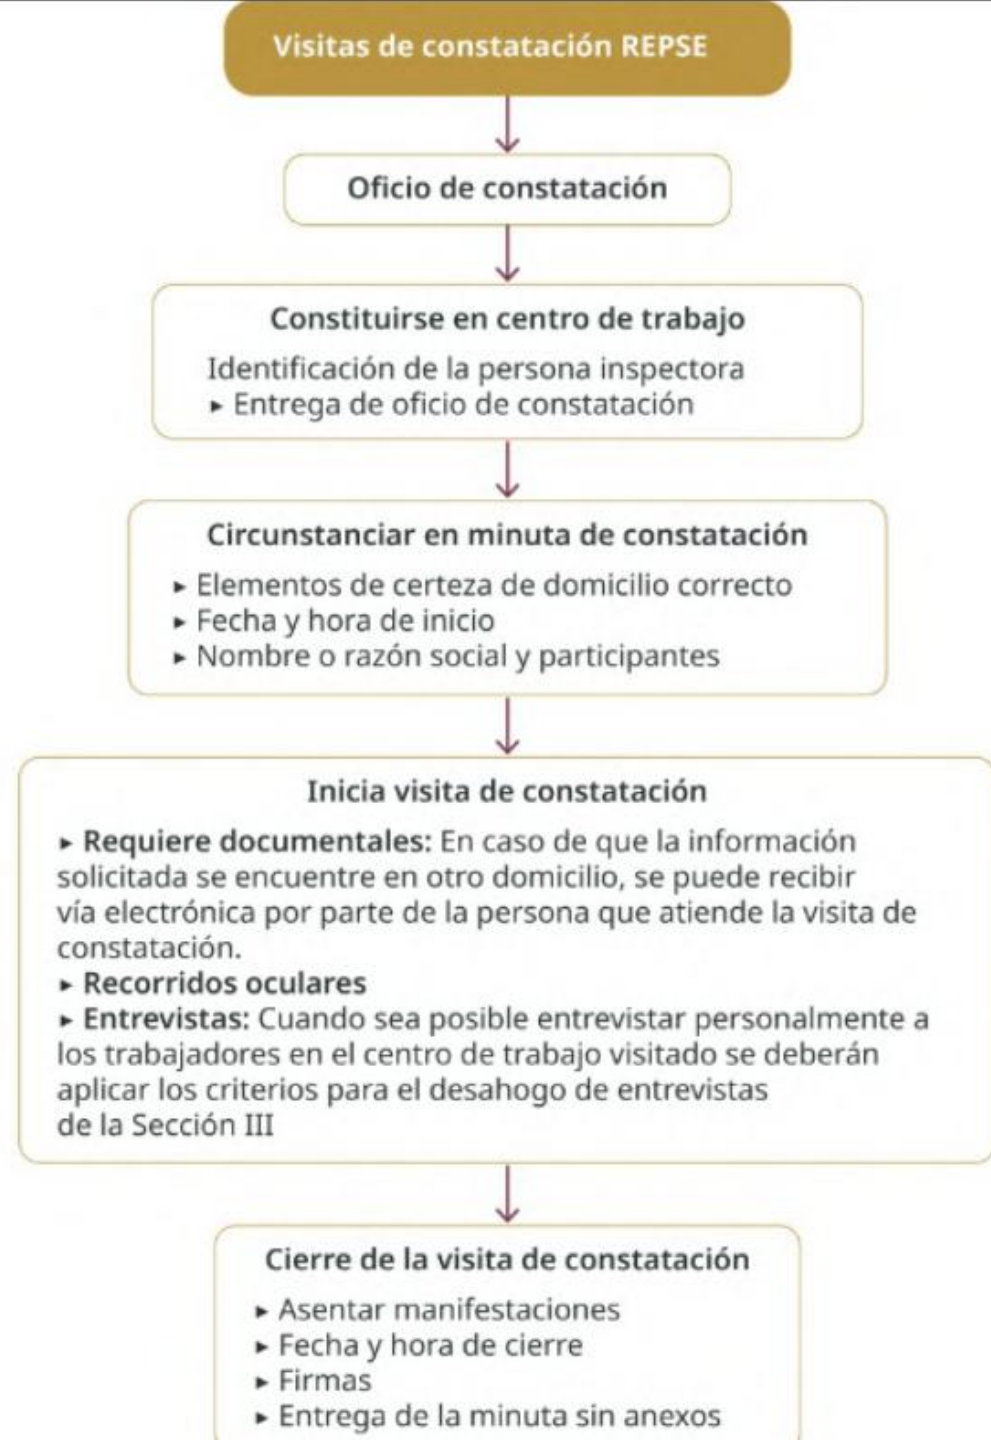 Visitas de constatación REPSE
Oficio de constatación
Constituirse en centro de trabajo
Identificación de la persona inspectora
▸ Entrega de oficio de constatación
Circunstanciar en minuta de constatación
▸ Elementos de certeza de domicilio correcto
▸ Fecha y hora de inicio
▸ Nombre o razón social y participantes
Inicia visita de constatación
▸ Requiere documentales: En caso de que la información
solicitada se encuentre en otro domicilio, se puede recibir
vía electrónica por parte de la persona que atiende la visita de
constatación.
▸ Recorridos oculares
▸ Entrevistas: Cuando sea posible entrevistar personalmente a
los trabajadores en el centro de trabajo visitado se deberán
aplicar los criterios para el desahogo de entrevistas
de la Sección III
Cierre de la visita de constatación
▸ Asentar manifestaciones
▸ Fecha y hora de cierre
▸ Firmas
▸ Entrega de la minuta sin anexos